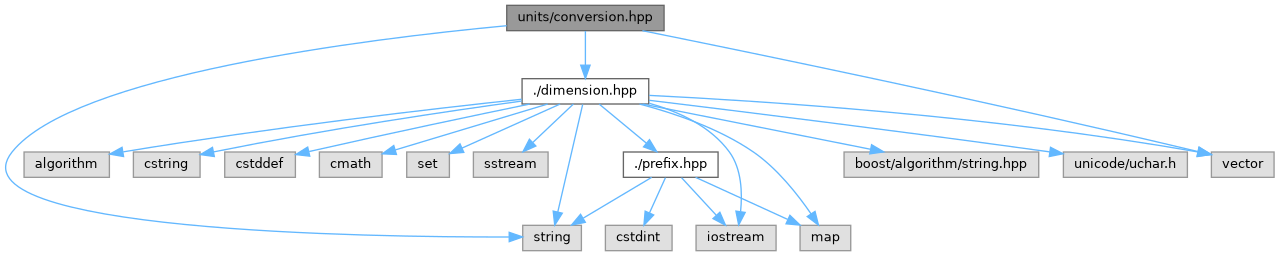 units/conversion.hpp
./dimension.hpp
algorithm
cstring
cstddef
cmath
set
sstream
./prefix.hpp
boost/algorithm/string.hpp
unicode/uchar.h
vector
string
cstdint
iostream
map